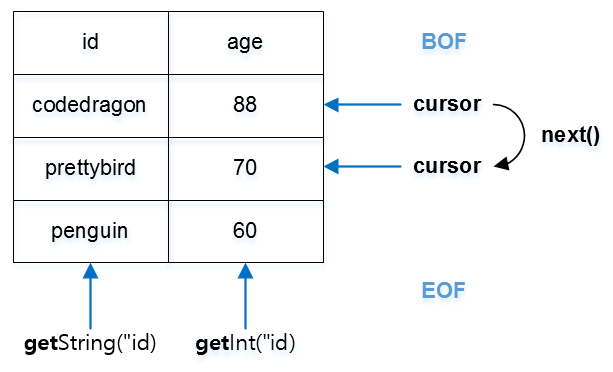 id age BOF
codedragon 88 cursor
next()
prettybird 70 cursor
penguin 60
EOF
getString("id) getInt("id)